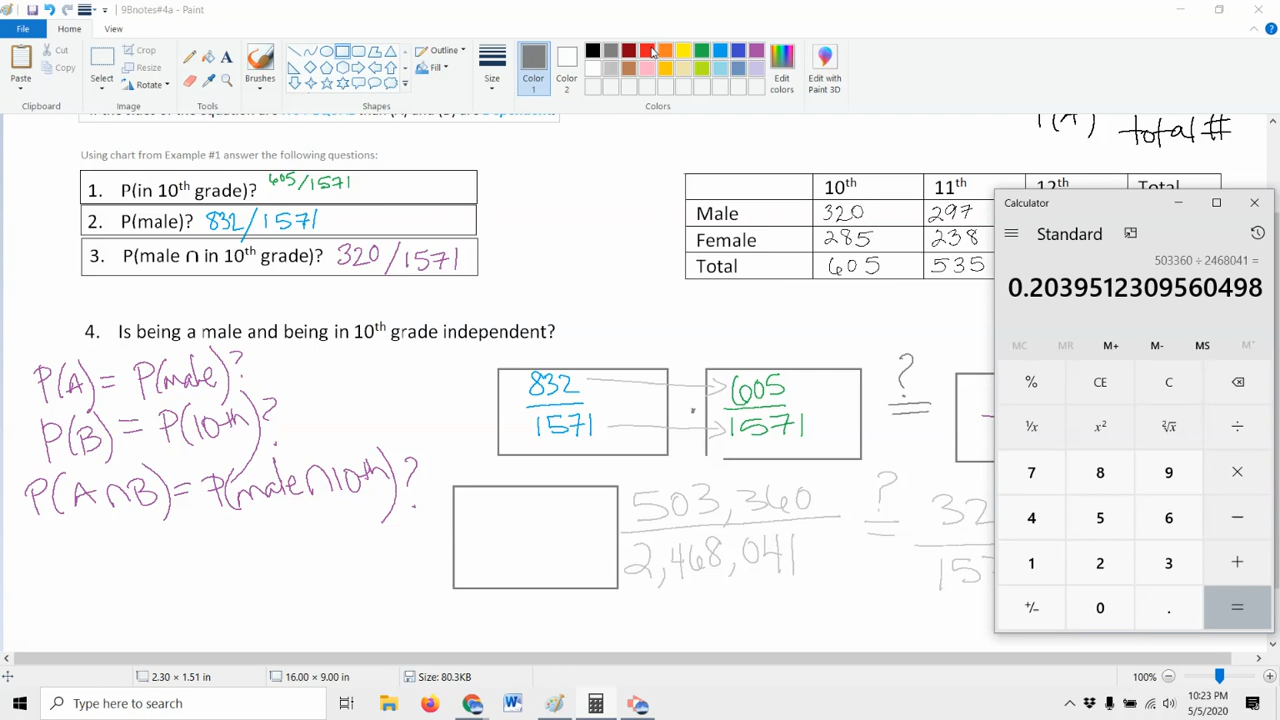 9Bnotes#4a - Paint
File Home View
Paste Cut Copy Clipboard
Select Crop Resize Rotate Image
Tools
Brushes
Outline Fill Shapes
Size
Color 1 Color 2 Edit colors Colors
Edit with Paint 3D
P(A) total #
Using chart from Example #1 answer the following questions:
1. P(in 10th grade)? 605/1571
2. P(male)? 832/1571
3. P(male ∩ in 10th grade)? 320/1571
10th 11th 12th Total
Male 320 297
Female 285 238
Total 605 535
4. Is being a male and being in 10th grade independent?
P(A) = P(male)?
P(B) = P(10th)?
P(A∩B) = P(male∩10th)?
832 605 ?
1571 · 1571 =
503,360 ? 32
2,468,041 = 157
Calculator
Standard
503360 ÷ 2468041 =
0.2039512309560498
MC MR M+ M- MS M
% CE C
¹/x x² ²√x ÷
7 8 9 ×
4 5 6 −
1 2 3 +
+/− 0 . =
2.30 × 1.51 in 16.00 × 9.00 in Size: 80.3KB 100%
Type here to search
10:23 PM
5/5/2020